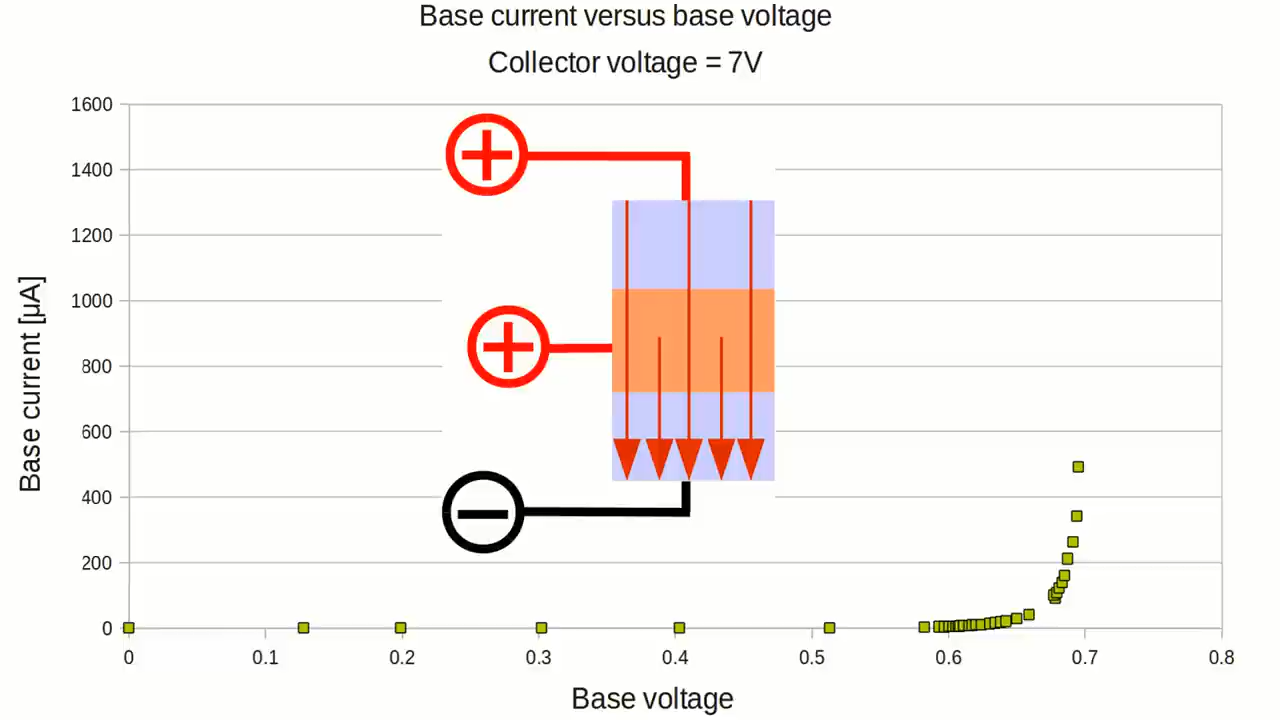 Base current versus base voltage
Collector voltage = 7V
1600
1400
1200
1000
800
600
400
200
0
Base current [µA]
0 0.1 0.2 0.3 0.4 0.5 0.6 0.7 0.8
Base voltage